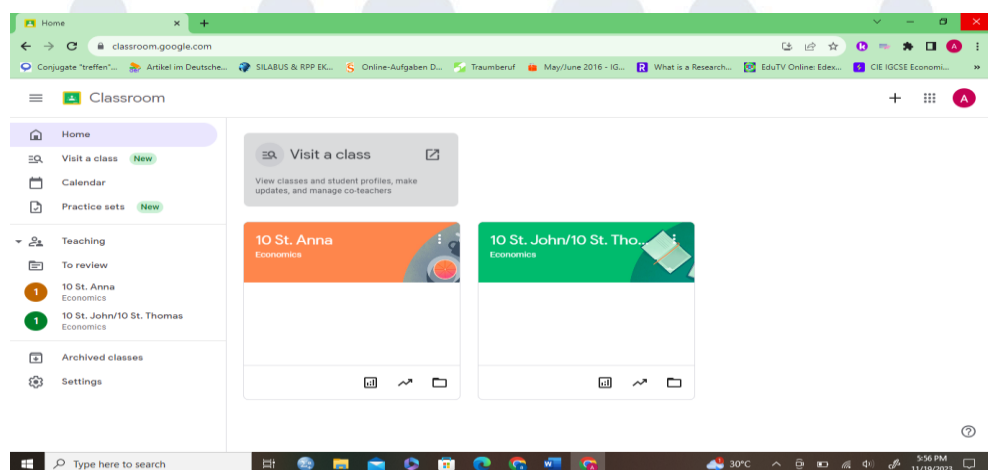 Home
classroom.google.com
Conjugate "treffen"... Artikel im Deutsche... SILABUS & RPP EK... Online-Aufgaben D... Traumberuf May/June 2016 - IG... What is a Research... EduTV Online: Edex... CIE IGCSE Economi... »
Classroom
A
Home
Visit a class New
Calendar
Practice sets New
Teaching
To review
1 10 St. Anna
Economics
1 10 St. John/10 St. Thomas
Economics
Archived classes
Settings
Visit a class
View classes and student profiles, make
updates, and manage co-teachers
10 St. Anna
Economics
10 St. John/10 St. Tho...
Economics
Type here to search
30°C
5:56 PM
11/19/2023